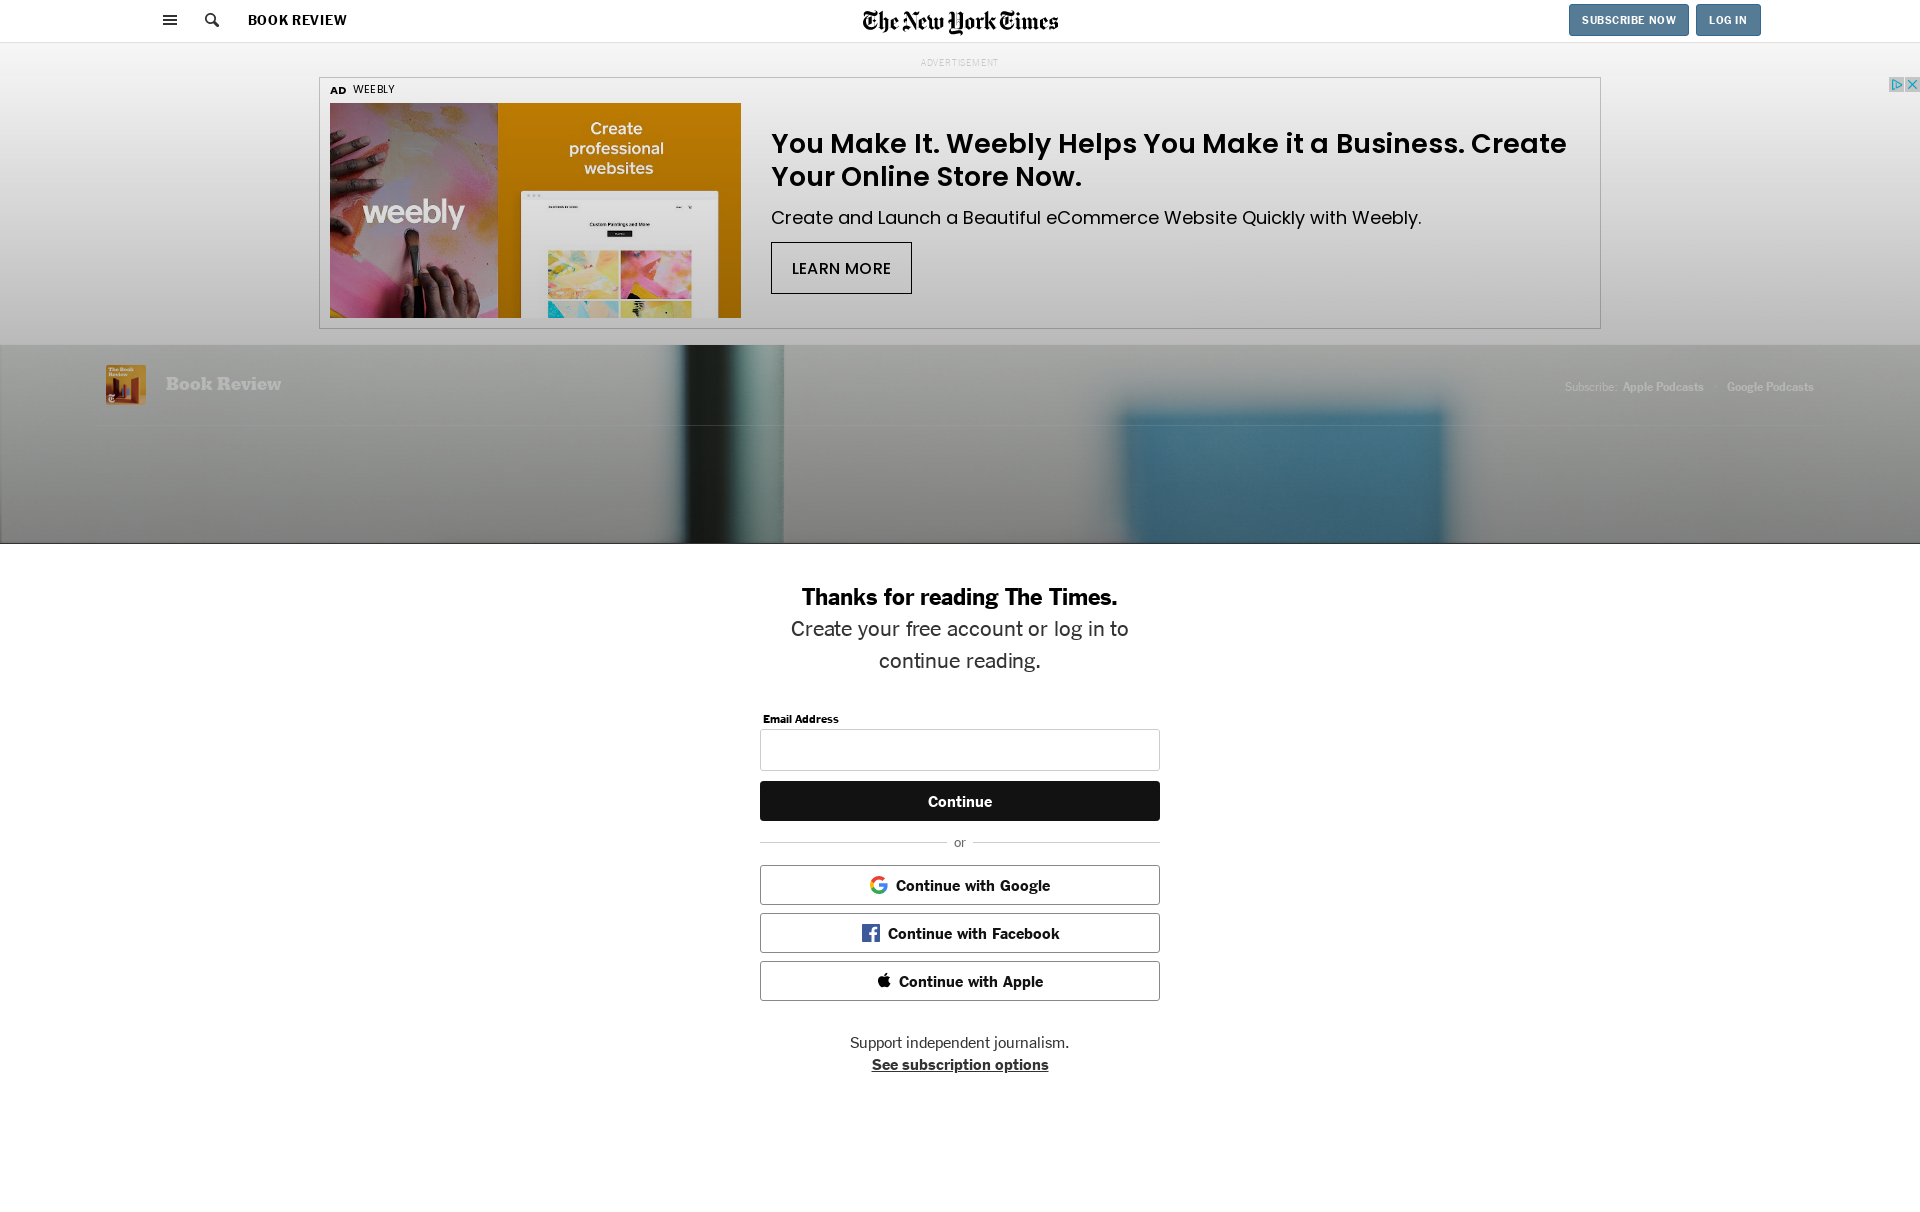 BOOK REVIEW
The New York Times
SUBSCRIBE NOW
LOG IN
ADVERTISEMENT
AD WEEBLY
weebly
Create
professional
websites
Custom Paintings and More
You Make It. Weebly Helps You Make it a Business. Create
Your Online Store Now.
Create and Launch a Beautiful eCommerce Website Quickly with Weebly.
LEARN MORE
The Book
Review
Book Review
Subscribe: Apple Podcasts
Google Podcasts
Thanks for reading The Times.
Create your free account or log in to
continue reading.
Email Address
Continue
or
Continue with Google
Continue with Facebook
Continue with Apple
Support independent journalism.
See subscription options